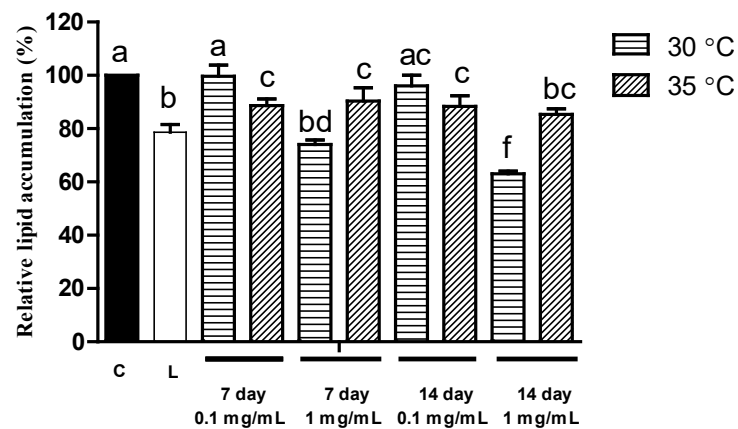 Relative lipid accumulation (%)
120
100
80
60
40
20
0
a
b
a
c
bd
c
ac
c
f
bc
30 °C
35 °C
C
L
7 day
0.1 mg/mL
7 day
1 mg/mL
14 day
0.1 mg/mL
14 day
1 mg/mL